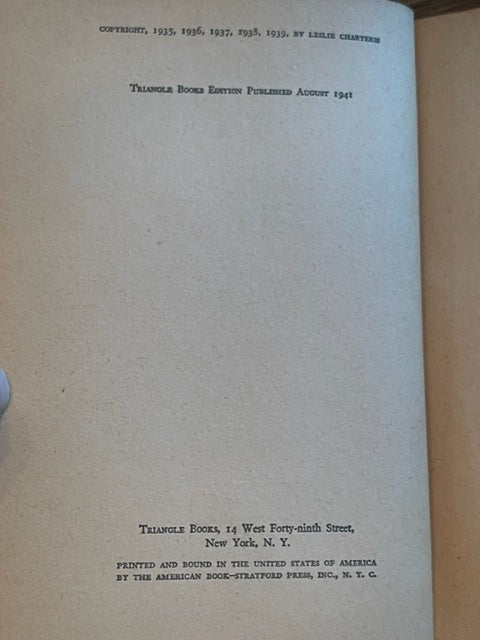 COPYRIGHT, 1935, 1936, 1937, 1938, 1939, BY LESLIE CHARTERIS
TRIANGLE BOOKS EDITION PUBLISHED AUGUST 1941
TRIANGLE BOOKS, 14 West Forty-ninth Street,
New York, N. Y.
PRINTED AND BOUND IN THE UNITED STATES OF AMERICA
BY THE AMERICAN BOOK–STRATFORD PRESS, INC., N. Y. C.